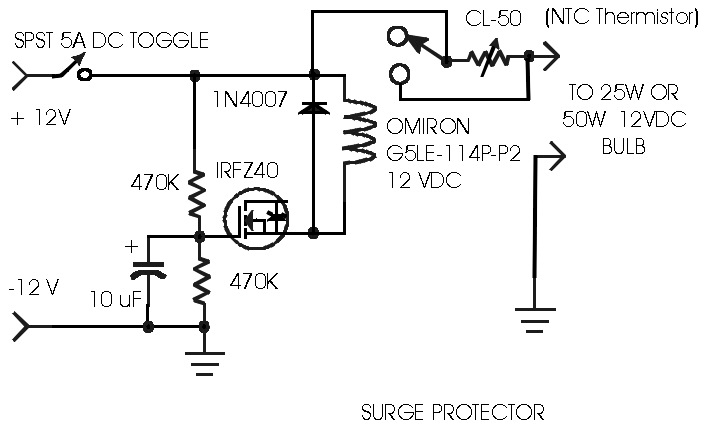 CL-50 (NTC Thermistor)
SPST 5A DC TOGGLE
+ 12V
1N4007
TO 25W OR
50W 12VDC
BULB
OMIRON
G5LE-114P-P2
12 VDC
470K
IRFZ40
+
470K
-12 V
10 uF
SURGE PROTECTOR